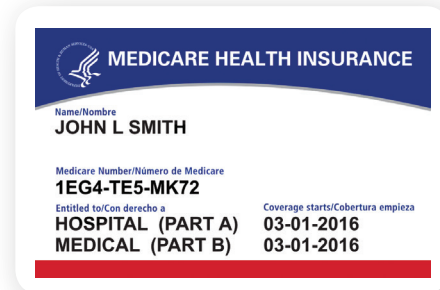 MEDICARE HEALTH INSURANCE
Name/Nombre
JOHN L SMITH
Medicare Number/Número de Medicare
1EG4-TE5-MK72
Entitled to/Con derecho a Coverage starts/Cobertura empieza
HOSPITAL (PART A) 03-01-2016
MEDICAL (PART B) 03-01-2016